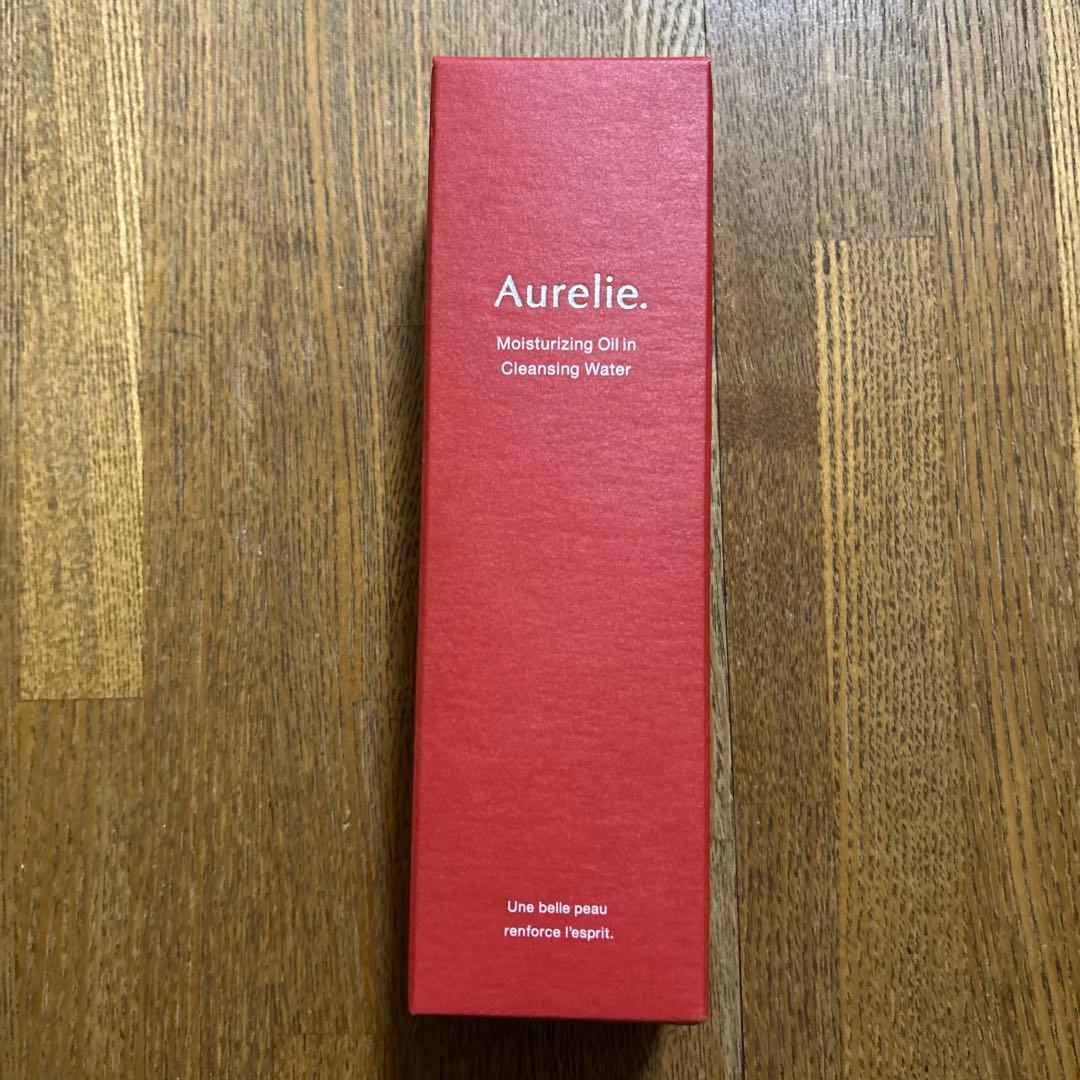 Aurelie.
Moisturizing Oil in
Cleansing Water
Une belle peau
renforce l'esprit.